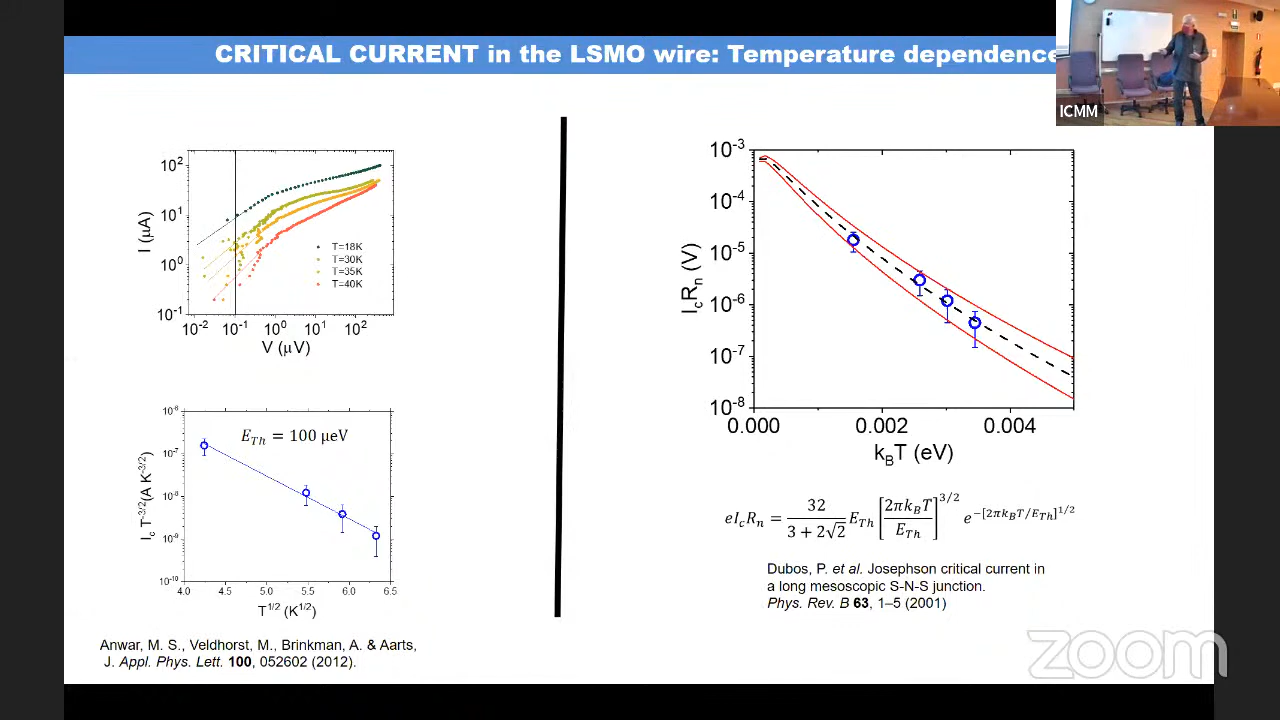 CRITICAL CURRENT in the LSMO wire: Temperature dependence
ICMM
10²
10¹
10⁰
10⁻¹
I (µA)
T=18K
T=30K
T=35K
T=40K
10⁻² 10⁻¹ 10⁰ 10¹ 10²
V (µV)
10⁻⁶
10⁻⁷
10⁻⁸
10⁻⁹
10⁻¹⁰
I_c T^-3/2 (A K^-3/2)
E_Th = 100 µeV
4.0 4.5 5.0 5.5 6.0 6.5
T^1/2 (K^1/2)
Anwar, M. S., Veldhorst, M., Brinkman, A. & Aarts,
J. Appl. Phys. Lett. 100, 052602 (2012).
10⁻³
10⁻⁴
10⁻⁵
10⁻⁶
10⁻⁷
10⁻⁸
I_cR_n (V)
0.000 0.002 0.004
k_BT (eV)
eI_cR_n = 32/(3 + 2√2) E_Th [2πk_BT/E_Th]^3/2 e^−[2πk_BT/E_Th]^1/2
Dubos, P. et al. Josephson critical current in
a long mesoscopic S-N-S junction.
Phys. Rev. B 63, 1–5 (2001)
zoom